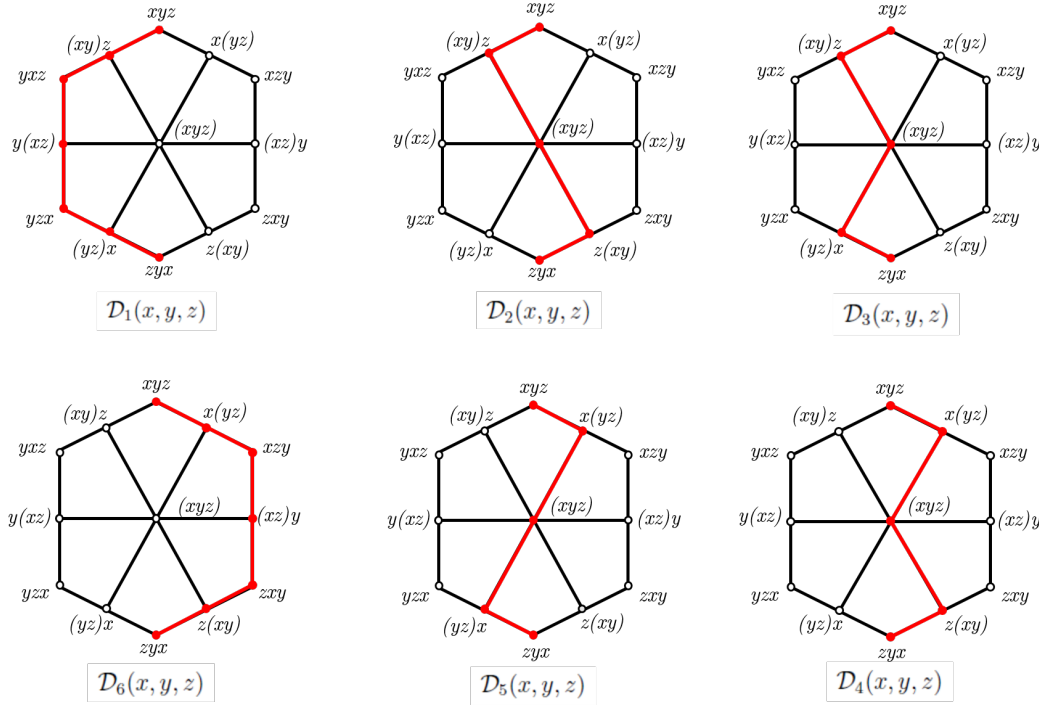 xyz
(xy)z
x(yz)
yxz
xzy
(xyz)
y(xz)
(xz)y
yzx
zxy
(yz)x
z(xy)
zyx
D₁(x, y, z)
xyz
(xy)z
x(yz)
yxz
xzy
(xyz)
y(xz)
(xz)y
yzx
zxy
(yz)x
z(xy)
zyx
D₂(x, y, z)
xyz
(xy)z
x(yz)
yxz
xzy
(xyz)
y(xz)
(xz)y
yzx
zxy
(yz)x
z(xy)
zyx
D₃(x, y, z)
xyz
(xy)z
x(yz)
yxz
xzy
(xyz)
y(xz)
(xz)y
yzx
zxy
(yz)x
z(xy)
zyx
D₆(x, y, z)
xyz
(xy)z
x(yz)
yxz
xzy
(xyz)
y(xz)
(xz)y
yzx
zxy
(yz)x
z(xy)
zyx
D₅(x, y, z)
xyz
(xy)z
x(yz)
yxz
xzy
(xyz)
y(xz)
(xz)y
yzx
zxy
(yz)x
z(xy)
zyx
D₄(x, y, z)